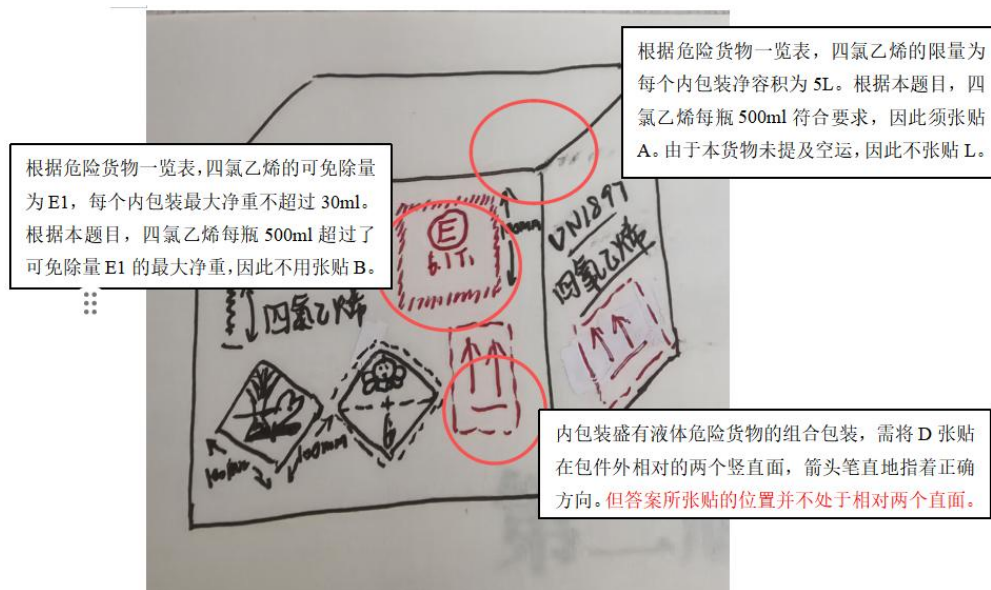 根据危险货物一览表，四氯乙烯的限量为
每个内包装净容积为 5L。根据本题目，四
氯乙烯每瓶 500ml 符合要求，因此须张贴
A。由于本货物未提及空运，因此不张贴 L。
根据危险货物一览表，四氯乙烯的可免除量
为 E1，每个内包装最大净重不超过 30ml。
根据本题目，四氯乙烯每瓶 500ml 超过了
可免除量 E1 的最大净重，因此不用张贴 B。
E
6.1 T1
100mm
UN1897
四氯乙烯
四氯乙烯
6
100mm
100mm
内包装盛有液体危险货物的组合包装，需将 D 张贴
在包件外相对的两个竖直面，箭头笔直地指着正确
方向。但答案所张贴的位置并不处于相对两个直面。